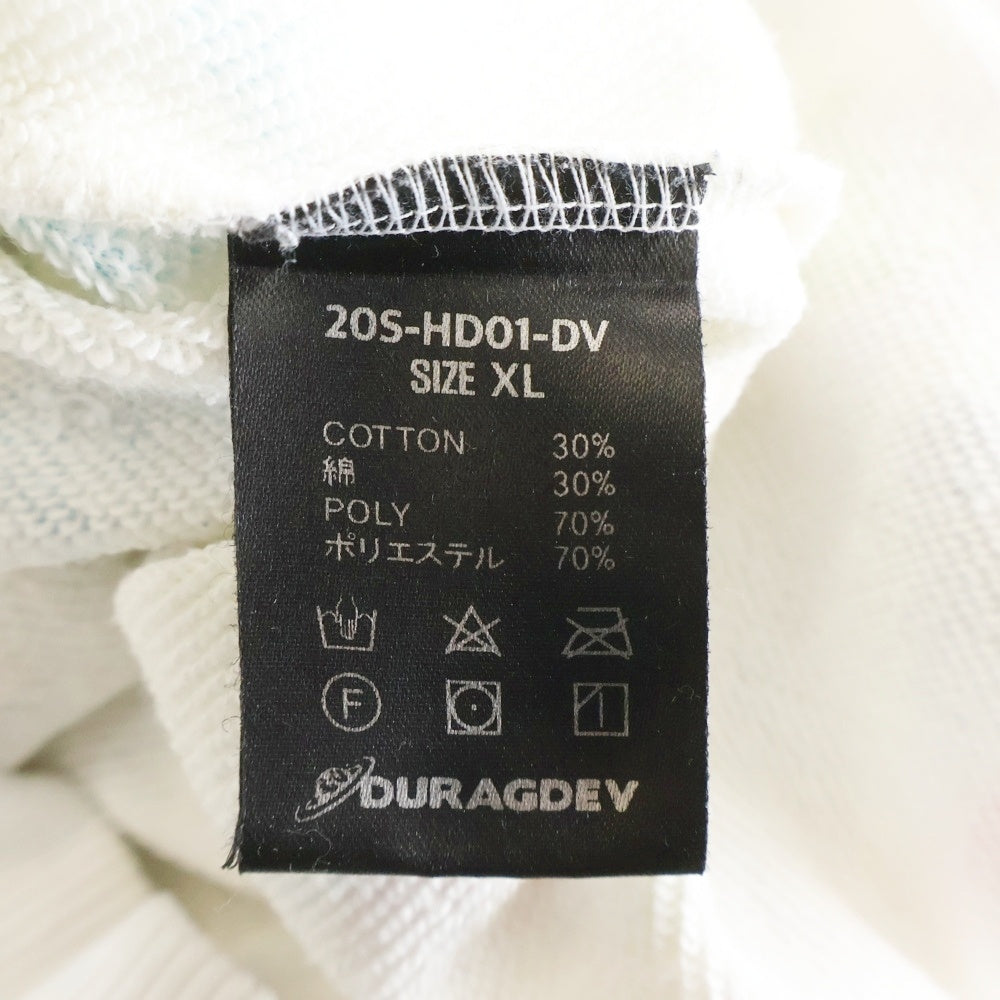 20S-HD01-DV
SIZE XL
COTTON 30%
綿 30%
POLY 70%
ポリエステル 70%
F
DURAGDEV